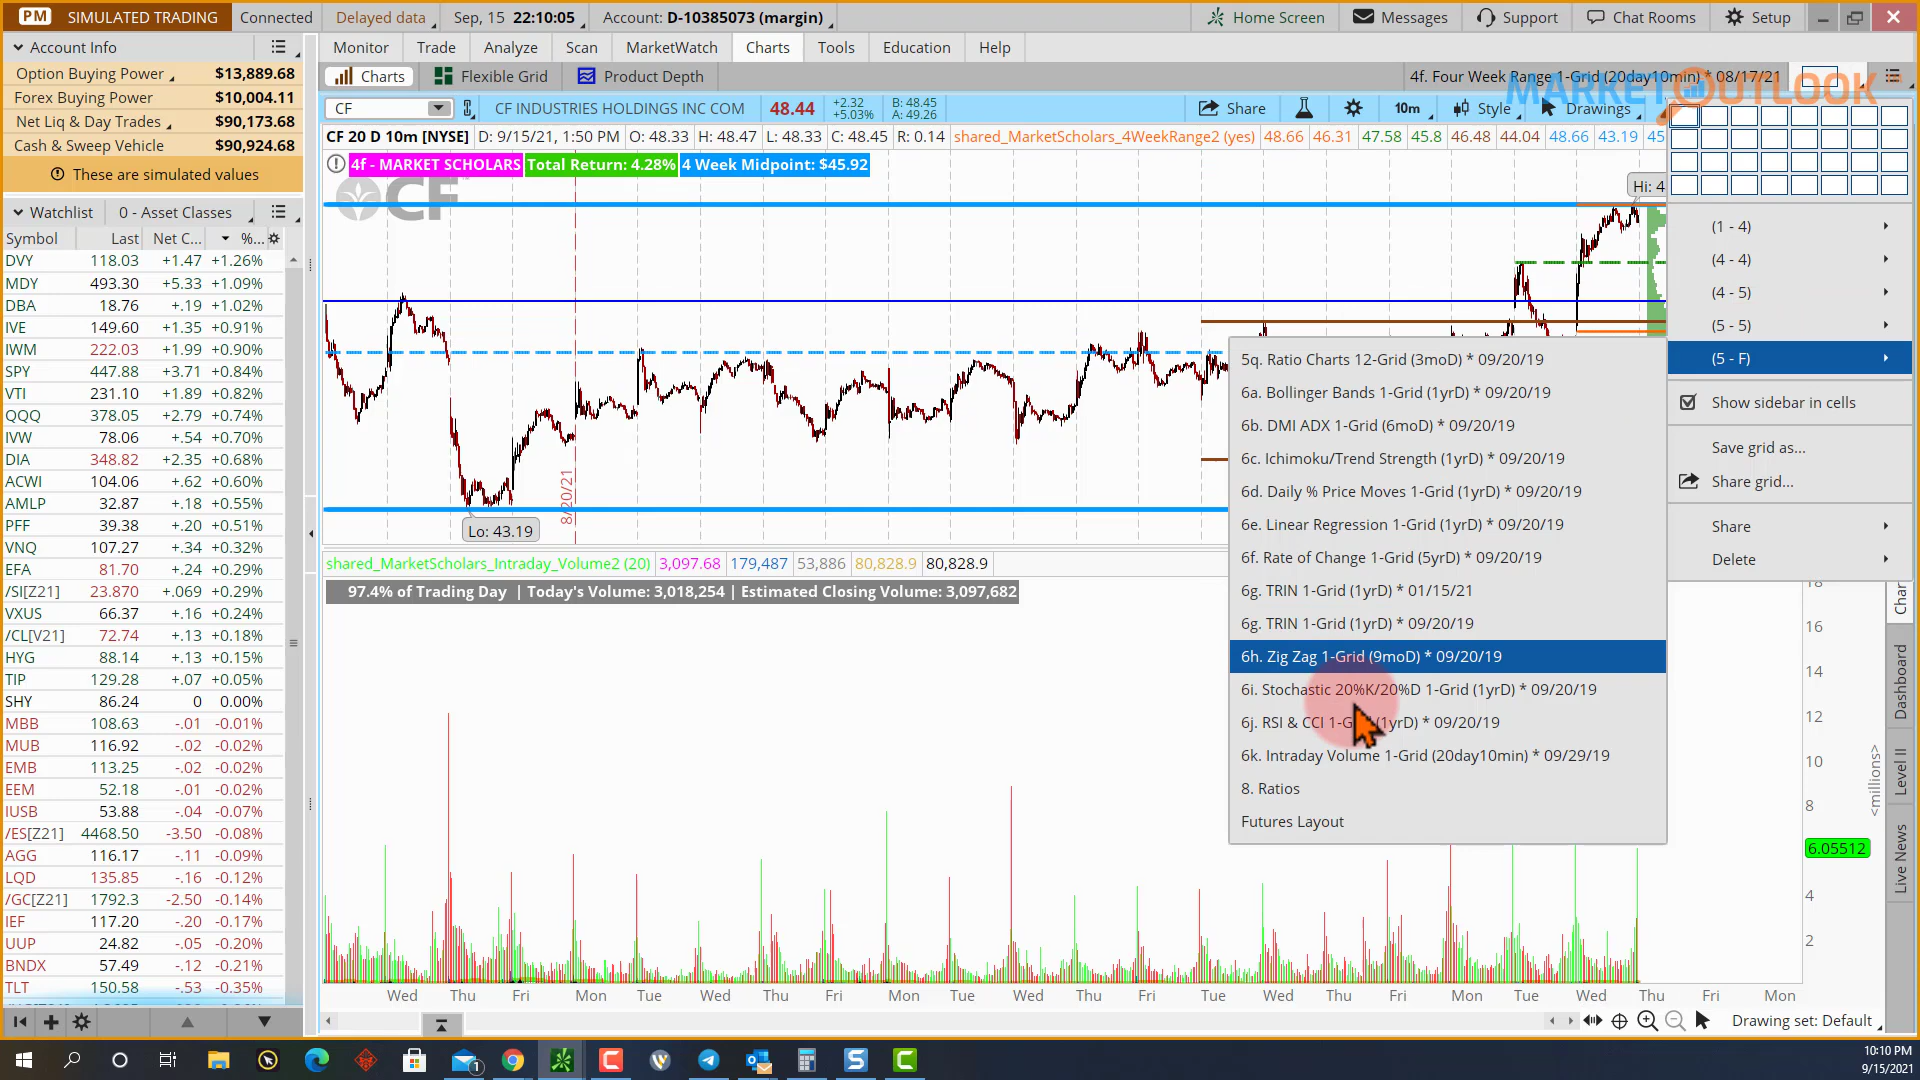 PM SIMULATED TRADING Connected Delayed data Sep, 15 22:10:05 Account: D-10385073 (margin) Home Screen Messages Support Chat Rooms Setup
Account Info Monitor Trade Analyze Scan MarketWatch Charts Tools Education Help
Option Buying Power $13,889.68
Forex Buying Power $10,004.11
Net Liq & Day Trades $90,173.68
Cash & Sweep Vehicle $90,924.68
These are simulated values
Charts Flexible Grid Product Depth 4f. Four Week Range 1-Grid (20day10min) * 08/17/21
MARKETOUTLOOK
CF CF INDUSTRIES HOLDINGS INC COM 48.44 +2.32 +5.03% B: 48.45 A: 49.26 Share 10m Style Drawings
CF 20 D 10m [NYSE] D: 9/15/21, 1:50 PM O: 48.33 H: 48.47 L: 48.33 C: 48.45 R: 0.14 shared_MarketScholars_4WeekRange2 (yes) 48.66 46.31 47.58 45.8 46.48 44.04 48.66 43.19 45
4f - MARKET SCHOLARS Total Return: 4.28% 4 Week Midpoint: $45.92
CF
Hi: 4
Lo: 43.19
8/20/21
Watchlist 0 - Asset Classes
Symbol Last Net C... %...
DVY 118.03 +1.47 +1.26%
MDY 493.30 +5.33 +1.09%
DBA 18.76 +.19 +1.02%
IVE 149.60 +1.35 +0.91%
IWM 222.03 +1.99 +0.90%
SPY 447.88 +3.71 +0.84%
VTI 231.10 +1.89 +0.82%
QQQ 378.05 +2.79 +0.74%
IVW 78.06 +.54 +0.70%
DIA 348.82 +2.35 +0.68%
ACWI 104.06 +.62 +0.60%
AMLP 32.87 +.18 +0.55%
PFF 39.38 +.20 +0.51%
VNQ 107.27 +.34 +0.32%
EFA 81.70 +.24 +0.29%
/SI[Z21] 23.870 +.069 +0.29%
VXUS 66.37 +.16 +0.24%
/CL[V21] 72.74 +.13 +0.18%
HYG 88.14 +.13 +0.15%
TIP 129.28 +.07 +0.05%
SHY 86.24 0 0.00%
MBB 108.63 -.01 -0.01%
MUB 116.92 -.02 -0.02%
EMB 113.25 -.02 -0.02%
EEM 52.18 -.01 -0.02%
IUSB 53.88 -.04 -0.07%
/ES[Z21] 4468.50 -3.50 -0.08%
AGG 116.17 -.11 -0.09%
LQD 135.85 -.16 -0.12%
/GC[Z21] 1792.3 -2.50 -0.14%
IEF 117.20 -.20 -0.17%
UUP 24.82 -.05 -0.20%
BNDX 57.49 -.12 -0.21%
TLT 150.58 -.53 -0.35%
(1 - 4)
(4 - 4)
(4 - 5)
(5 - 5)
(5 - F)
Show sidebar in cells
Save grid as...
Share grid...
Share
Delete
5q. Ratio Charts 12-Grid (3moD) * 09/20/19
6a. Bollinger Bands 1-Grid (1yrD) * 09/20/19
6b. DMI ADX 1-Grid (6moD) * 09/20/19
6c. Ichimoku/Trend Strength (1yrD) * 09/20/19
6d. Daily % Price Moves 1-Grid (1yrD) * 09/20/19
6e. Linear Regression 1-Grid (1yrD) * 09/20/19
6f. Rate of Change 1-Grid (5yrD) * 09/20/19
6g. TRIN 1-Grid (1yrD) * 01/15/21
6g. TRIN 1-Grid (1yrD) * 09/20/19
6h. Zig Zag 1-Grid (9moD) * 09/20/19
6i. Stochastic 20%K/20%D 1-Grid (1yrD) * 09/20/19
6j. RSI & CCI 1-G (1yrD) * 09/20/19
6k. Intraday Volume 1-Grid (20day10min) * 09/29/19
8. Ratios
Futures Layout
shared_MarketScholars_Intraday_Volume2 (20) 3,097.68 179,487 53,886 80,828.9 80,828.9
97.4% of Trading Day | Today's Volume: 3,018,254 | Estimated Closing Volume: 3,097,682
18
16
14
12
10
8
6.05512
4
2
<millions>
Char
Dashboard
Level II
Live News
Wed Thu Fri Mon Tue Wed Thu Fri Mon Tue Wed Thu Fri Tue Wed Thu Fri Mon Tue Wed Thu Fri Mon
Drawing set: Default
1
10:10 PM
9/15/2021